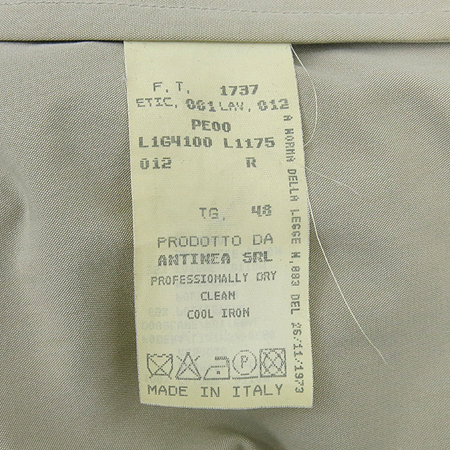 F. T. 1737
ETIC, 001 LAV, 012
PE00
L1G4100 L1175
012 R
TG, 48
PRODOTTO DA
ANTINEA SRL
PROFESSIONALLY DRY
CLEAN
COOL IRON
P
MADE IN ITALY
A NORMA DELLA LEGGE N,883 DEL 26/11/1973